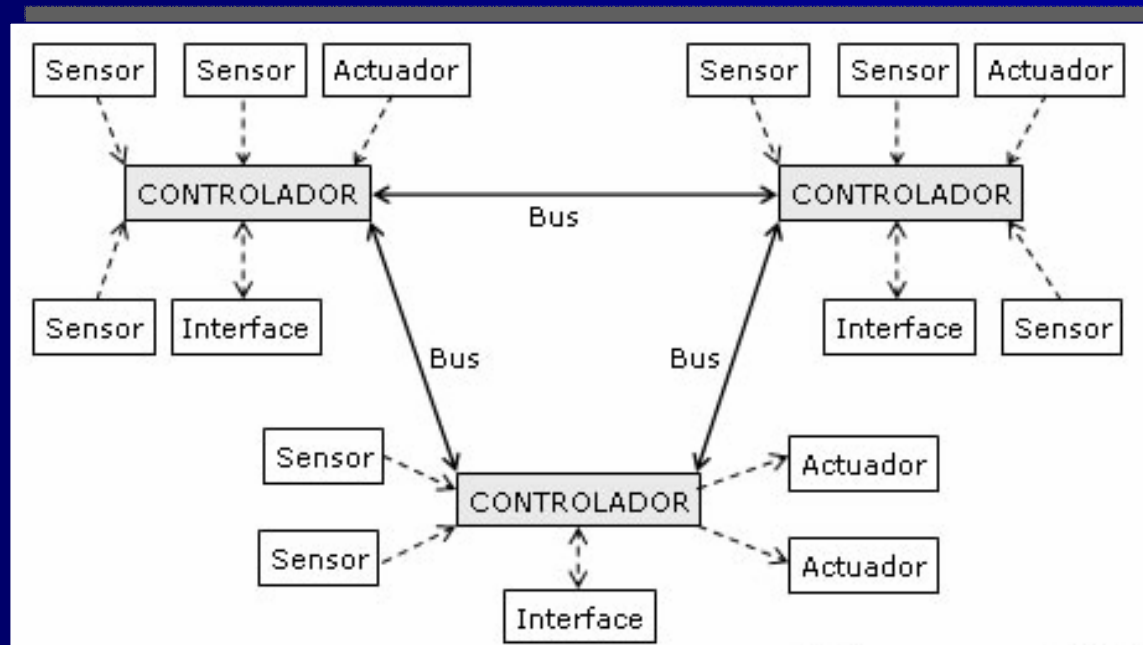 Sensor
Sensor
Actuador
Sensor
Sensor
Actuador
CONTROLADOR
CONTROLADOR
Bus
Sensor
Interface
Interface
Sensor
Bus
Bus
Sensor
Actuador
CONTROLADOR
Sensor
Actuador
Interface